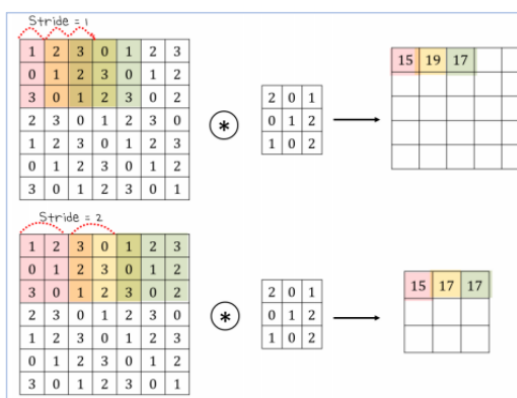 Stride = 1
1 2 3 0 1 2 3
0 1 2 3 0 1 2
3 0 1 2 3 0 2
2 3 0 1 2 3 0
1 2 3 0 1 2 3
0 1 2 3 0 1 2
3 0 1 2 3 0 1
*
2 0 1
0 1 2
1 0 2
15 19 17
Stride = 2
1 2 3 0 1 2 3
0 1 2 3 0 1 2
3 0 1 2 3 0 2
2 3 0 1 2 3 0
1 2 3 0 1 2 3
0 1 2 3 0 1 2
3 0 1 2 3 0 1
*
2 0 1
0 1 2
1 0 2
15 17 17